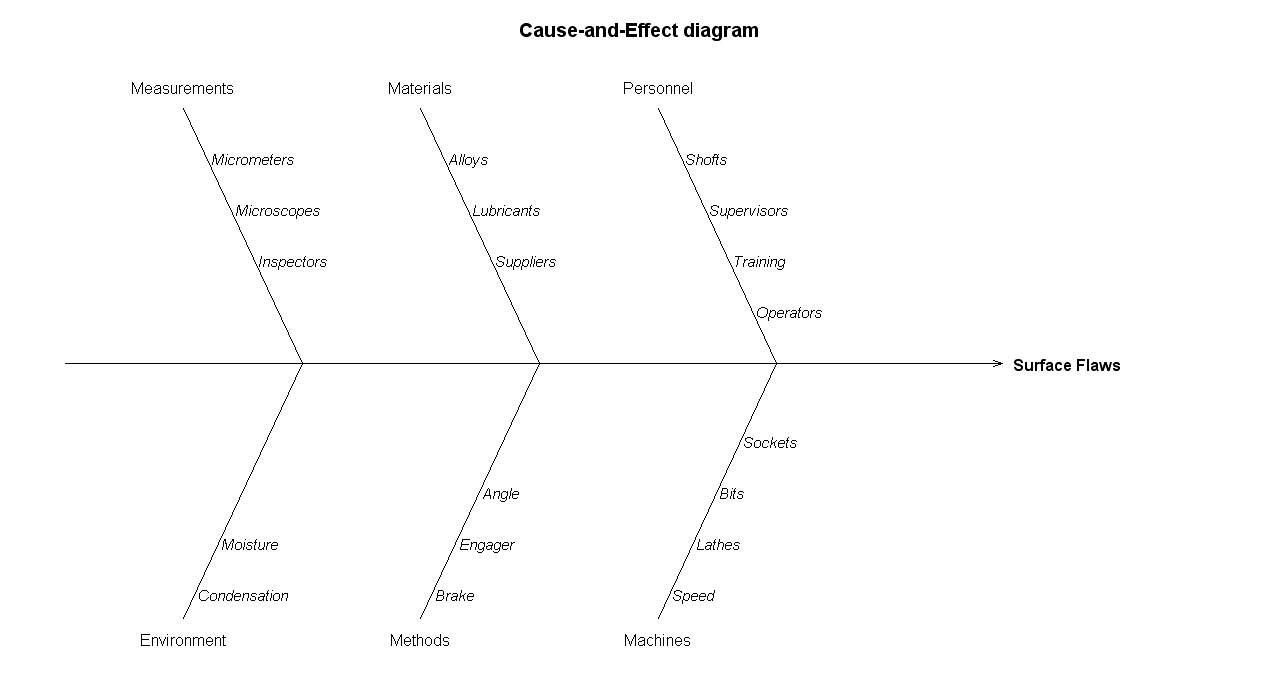 Cause-and-Effect diagram
Measurements
Materials
Personnel
Micrometers
Alloys
Shofts
Microscopes
Lubricants
Supervisors
Inspectors
Suppliers
Training
Operators
Surface Flaws
Sockets
Angle
Bits
Moisture
Engager
Lathes
Condensation
Brake
Speed
Environment
Methods
Machines